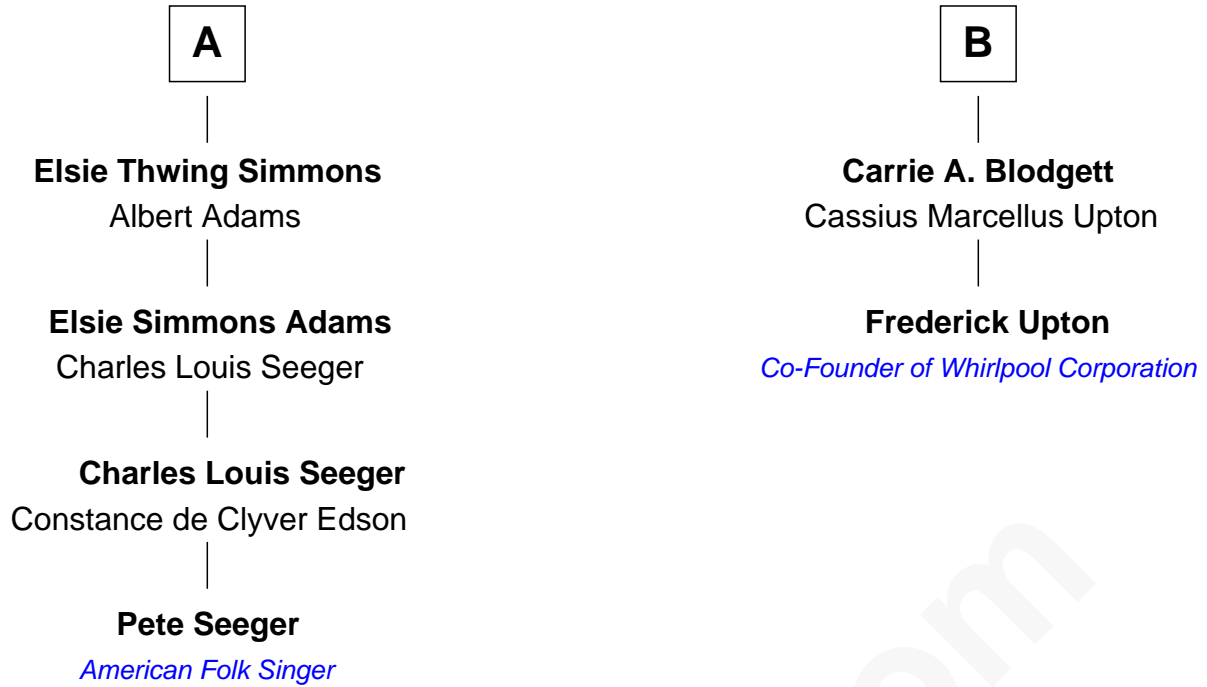 A
Elsie Thwing Simmons
Albert Adams
Elsie Simmons Adams
Charles Louis Seeger
Charles Louis Seeger
Constance de Clyver Edson
Pete Seeger
American Folk Singer
B
Carrie A. Blodgett
Cassius Marcellus Upton
Frederick Upton
Co-Founder of Whirlpool Corporation
om